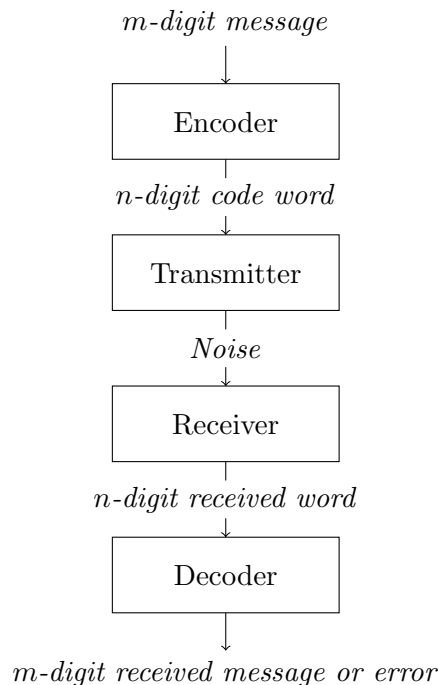 m-digit message
Encoder
n-digit code word
Transmitter
Noise
Receiver
n-digit received word
Decoder
m-digit received message or error